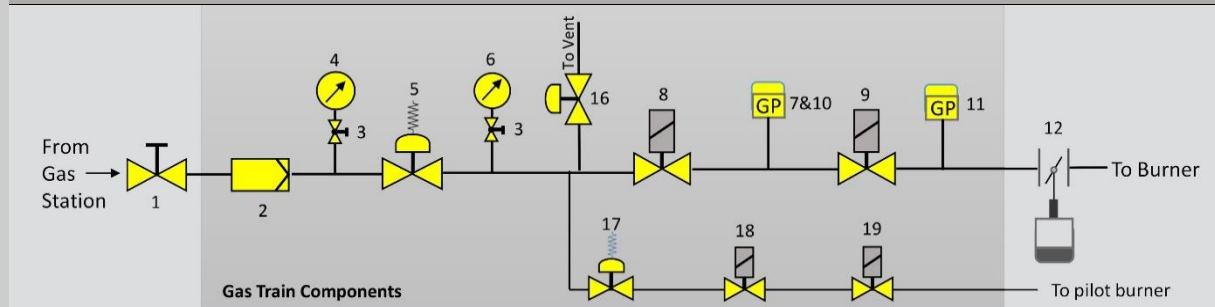 To Vent
4
6
5
16
8
GP 7&10
9
GP 11
12
3
3
From
Gas
Station
1
2
To Burner
17
18
19
Gas Train Components
To pilot burner